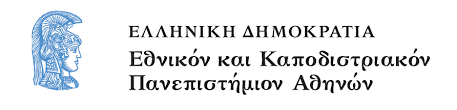 ΕΛΛΗΝΙΚΗ ΔΗΜΟΚΡΑΤΙΑ
Εθνικόν και Καποδιστριακόν
Πανεπιστήμιον Αθηνών